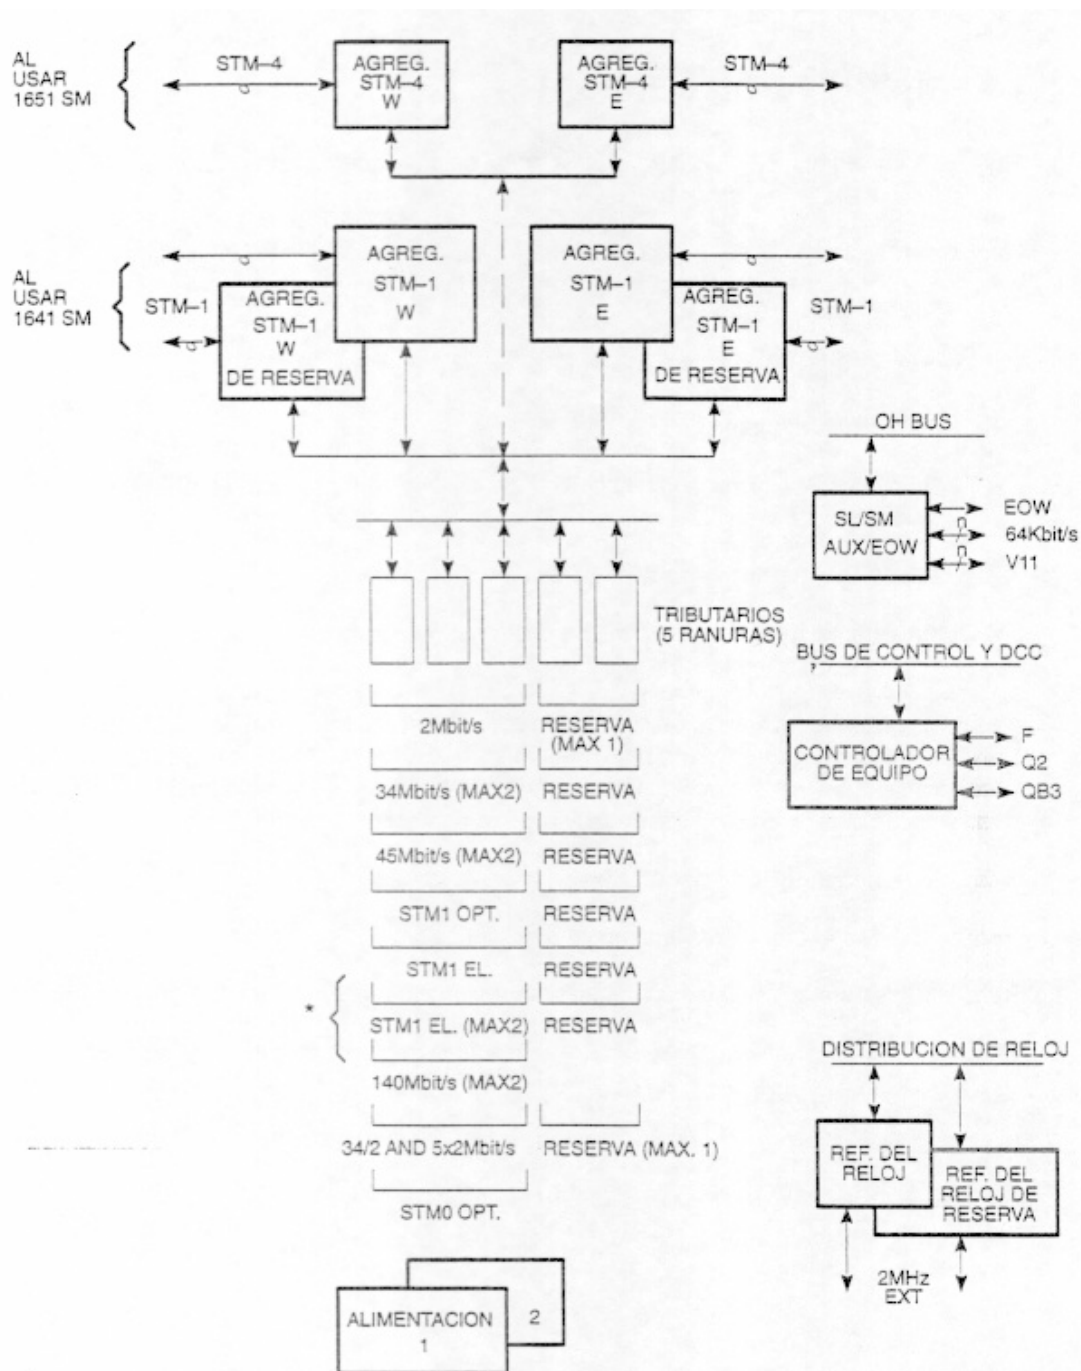 AL
USAR
1651 SM
STM–4
AGREG.
STM–4
W
AGREG.
STM–4
E
STM–4
AL
USAR
1641 SM
STM–1
AGREG.
STM–1
W
DE RESERVA
AGREG.
STM–1
W
AGREG.
STM–1
E
AGREG.
STM–1
E
DE RESERVA
STM–1
OH BUS
SL/SM
AUX/EOW
EOW
n
64Kbit/s
n
V11
TRIBUTARIOS
(5 RANURAS)
BUS DE CONTROL Y DCC
CONTROLADOR
DE EQUIPO
F
Q2
QB3
2Mbit/s
RESERVA
(MAX 1)
34Mbit/s (MAX2)
RESERVA
45Mbit/s (MAX2)
RESERVA
STM1 OPT.
RESERVA
STM1 EL.
RESERVA
*
STM1 EL. (MAX2)
RESERVA
140Mbit/s (MAX2)
34/2 AND 5x2Mbit/s
RESERVA (MAX. 1)
STM0 OPT.
DISTRIBUCION DE RELOJ
REF. DEL
RELOJ
REF. DEL
RELOJ DE
RESERVA
2MHz
EXT
ALIMENTACION
1
2